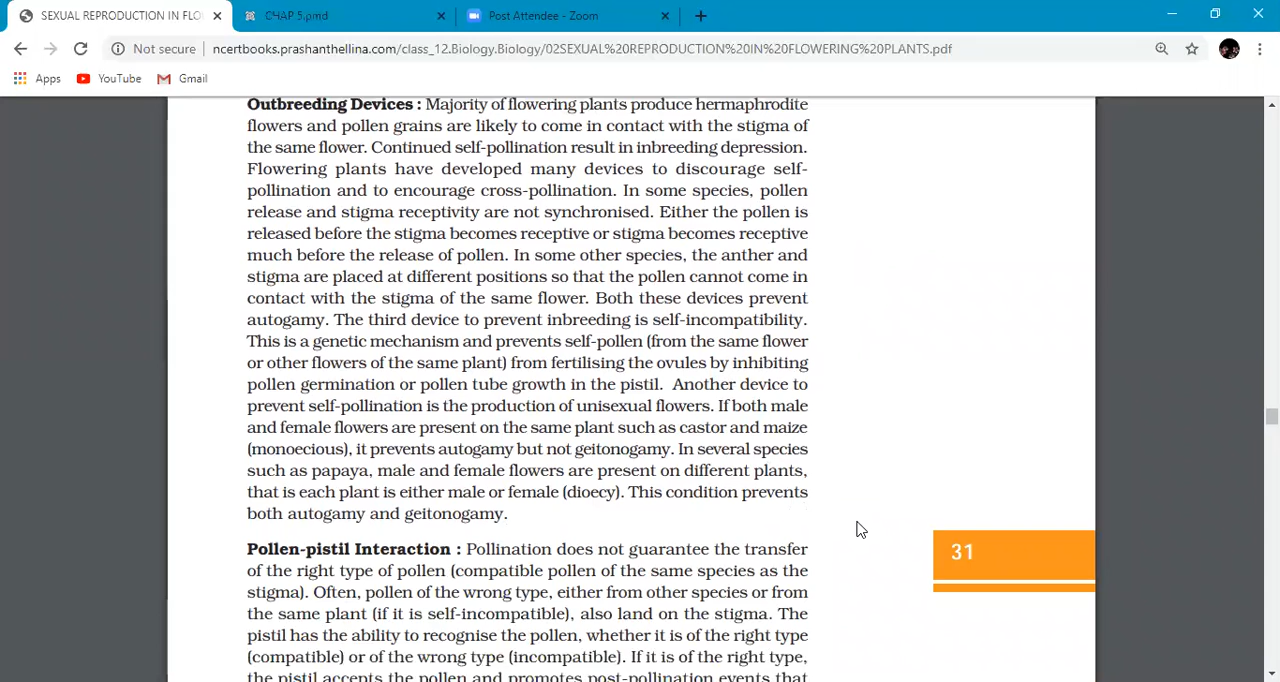 SEXUAL REPRODUCTION IN FLO
CHAP 5.pmd
Post Attendee - Zoom
Not secure
ncertbooks.prashanthellina.com/class_12.Biology.Biology/02SEXUAL%20REPRODUCTION%20IN%20FLOWERING%20PLANTS.pdf
Apps
YouTube
Gmail
Outbreeding Devices : Majority of flowering plants produce hermaphrodite
flowers and pollen grains are likely to come in contact with the stigma of
the same flower. Continued self-pollination result in inbreeding depression.
Flowering plants have developed many devices to discourage self-
pollination and to encourage cross-pollination. In some species, pollen
release and stigma receptivity are not synchronised. Either the pollen is
released before the stigma becomes receptive or stigma becomes receptive
much before the release of pollen. In some other species, the anther and
stigma are placed at different positions so that the pollen cannot come in
contact with the stigma of the same flower. Both these devices prevent
autogamy. The third device to prevent inbreeding is self-incompatibility.
This is a genetic mechanism and prevents self-pollen (from the same flower
or other flowers of the same plant) from fertilising the ovules by inhibiting
pollen germination or pollen tube growth in the pistil. Another device to
prevent self-pollination is the production of unisexual flowers. If both male
and female flowers are present on the same plant such as castor and maize
(monoecious), it prevents autogamy but not geitonogamy. In several species
such as papaya, male and female flowers are present on different plants,
that is each plant is either male or female (dioecy). This condition prevents
both autogamy and geitonogamy.
31
Pollen-pistil Interaction : Pollination does not guarantee the transfer
of the right type of pollen (compatible pollen of the same species as the
stigma). Often, pollen of the wrong type, either from other species or from
the same plant (if it is self-incompatible), also land on the stigma. The
pistil has the ability to recognise the pollen, whether it is of the right type
(compatible) or of the wrong type (incompatible). If it is of the right type,
the pistil accepts the pollen and promotes post-pollination events that